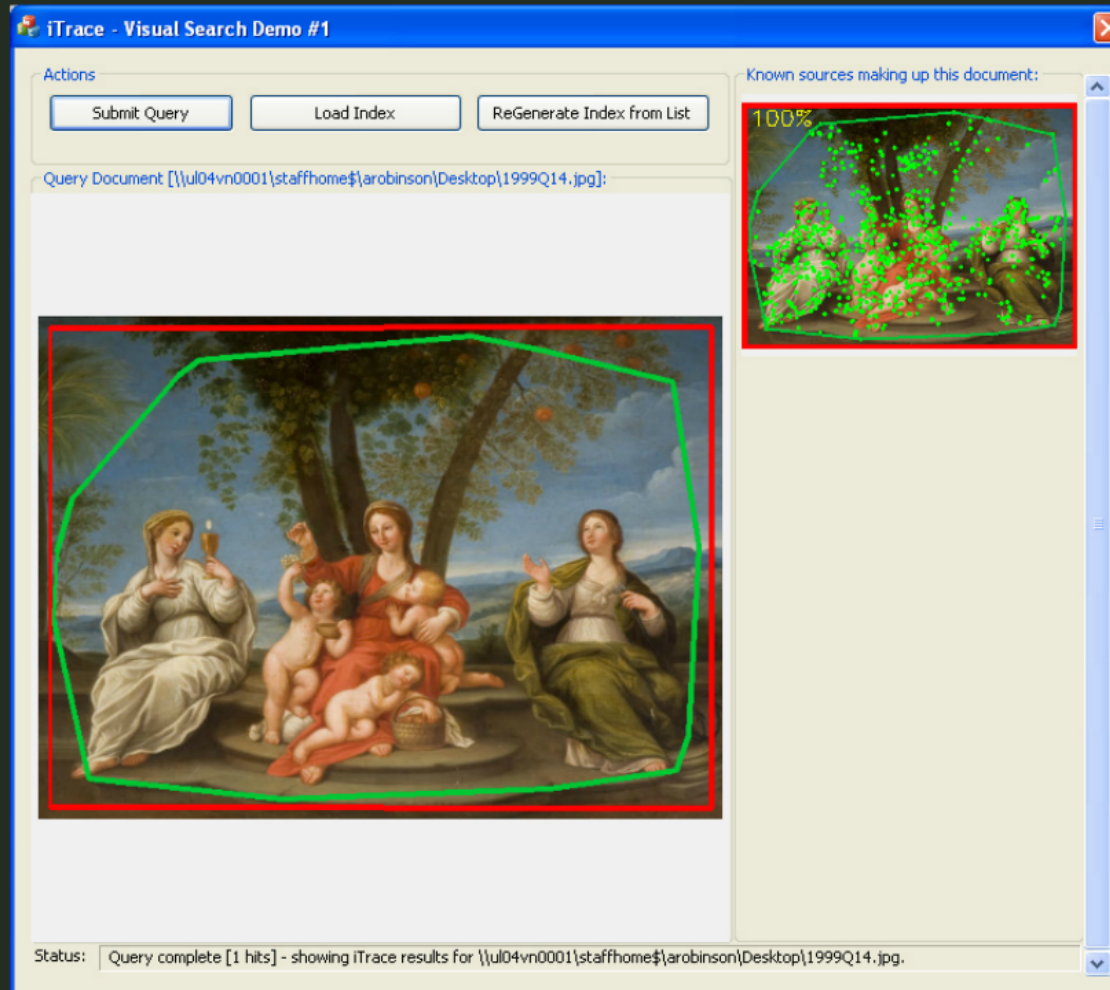 iTrace - Visual Search Demo #1
Actions
Submit Query
Load Index
ReGenerate Index from List
Known sources making up this document:
100%
Query Document [\\ul04vn0001\staffhome$\arobinson\Desktop\1999Q14.jpg]:
Status: Query complete [1 hits] - showing iTrace results for \\ul04vn0001\staffhome$\arobinson\Desktop\1999Q14.jpg.